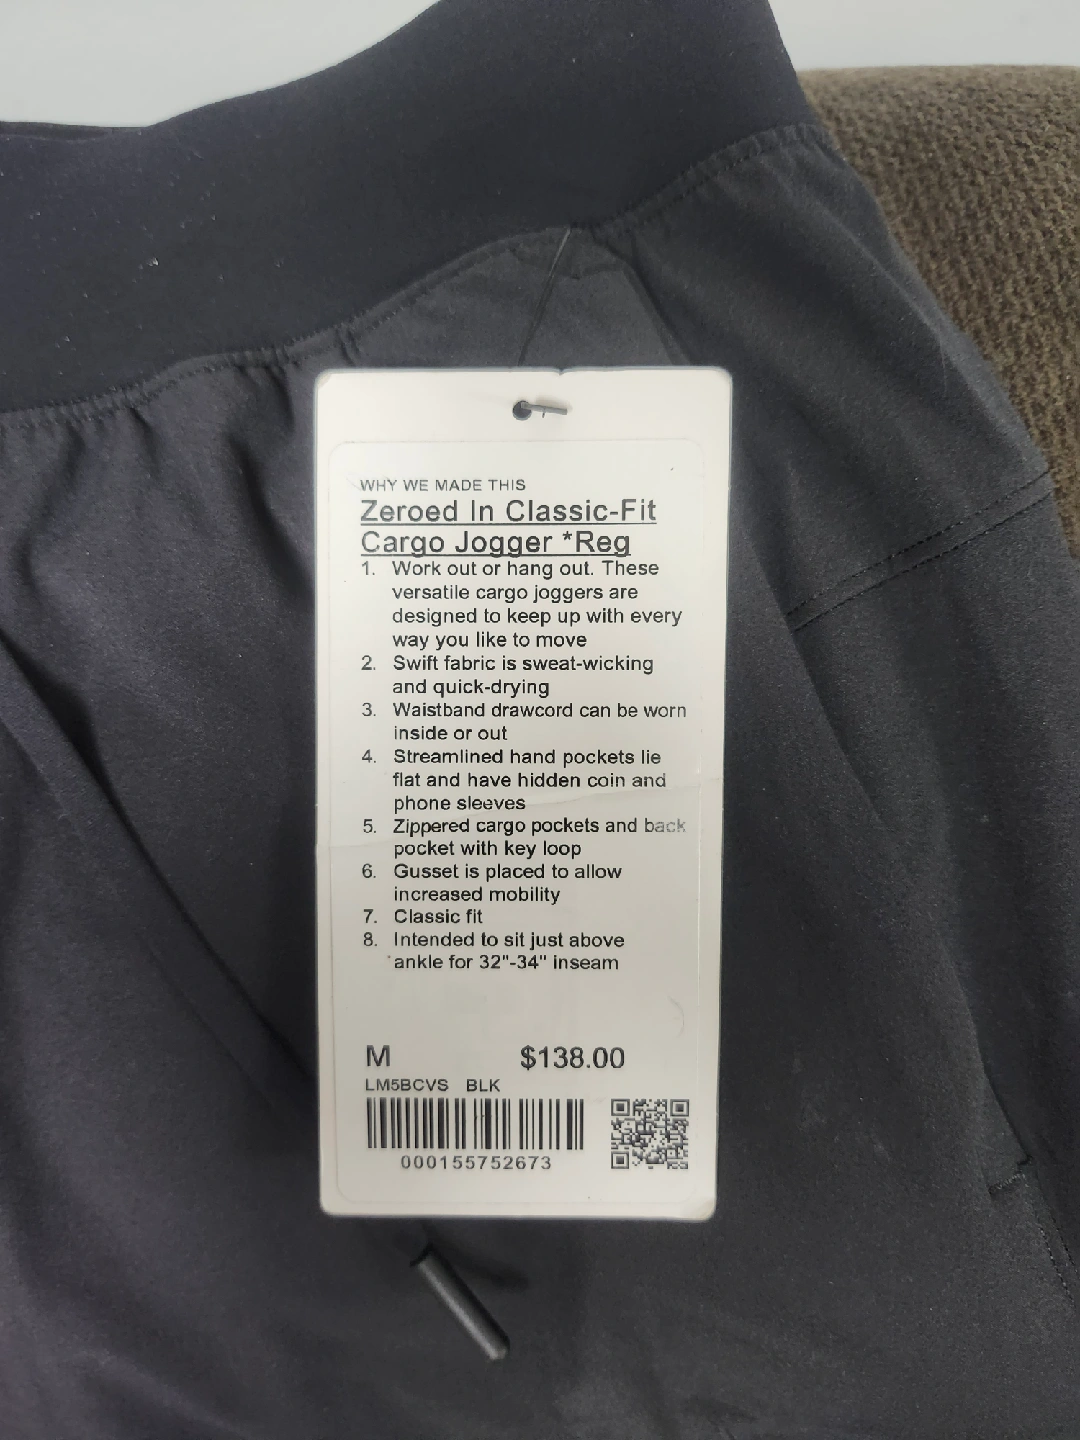 WHY WE MADE THIS
Zeroed In Classic-Fit
Cargo Jogger *Reg
1. Work out or hang out. These
versatile cargo joggers are
designed to keep up with every
way you like to move
2. Swift fabric is sweat-wicking
and quick-drying
3. Waistband drawcord can be worn
inside or out
4. Streamlined hand pockets lie
flat and have hidden coin and
phone sleeves
5. Zippered cargo pockets and back
pocket with key loop
6. Gusset is placed to allow
increased mobility
7. Classic fit
8. Intended to sit just above
ankle for 32"-34" inseam
M $138.00
LM5BCVS BLK
000155752673